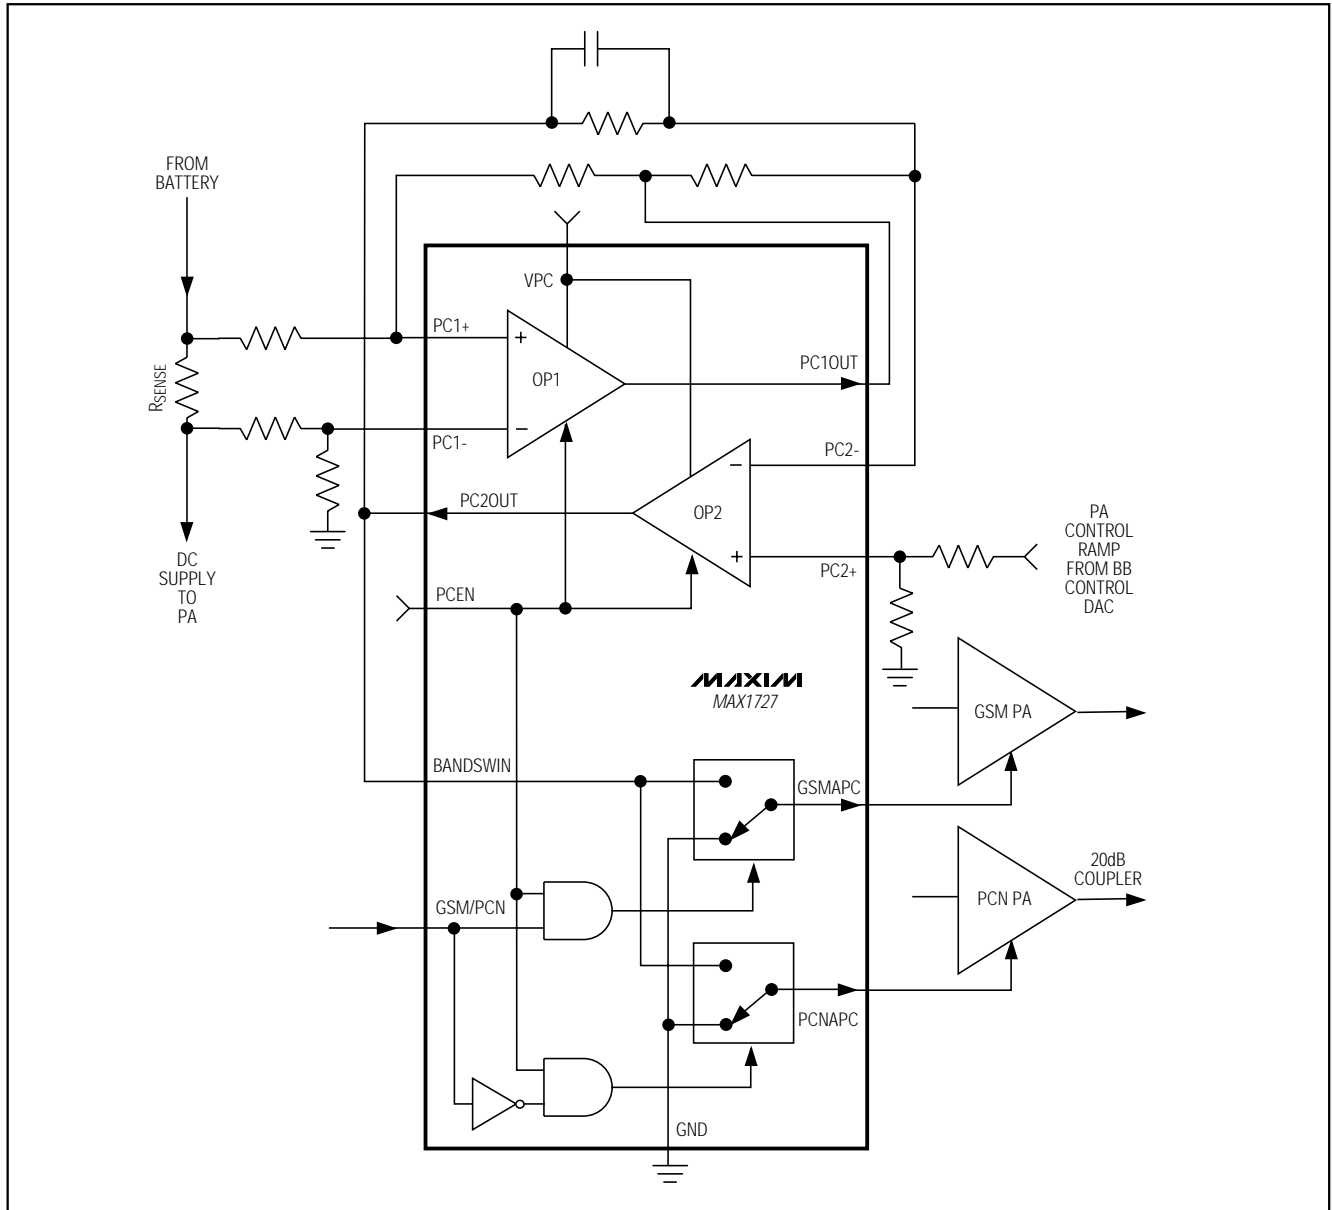 FROM
BATTERY
VPC
PC1+
+
OP1
PC1OUT
RSENSE
−
PC1-
PC2-
−
PC2OUT
OP2
+
PC2+
PA
CONTROL
RAMP
FROM BB
CONTROL
DAC
DC
SUPPLY
TO
PA
PCEN
MAXIM
MAX1727
GSM PA
BANDSWIN
GSMAPC
20dB
COUPLER
PCN PA
GSM/PCN
PCNAPC
GND